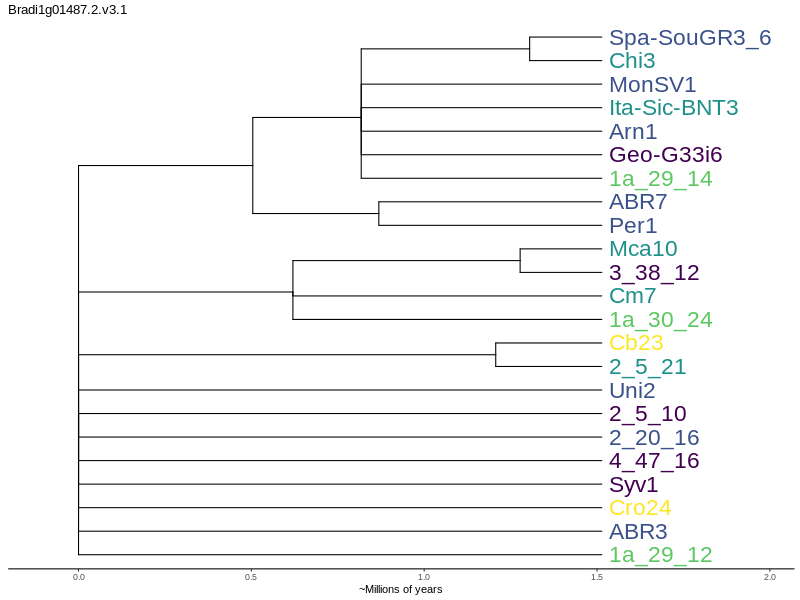 Bradi1g01487.2.v3.1
Spa-SouGR3_6
Chi3
MonSV1
Ita-Sic-BNT3
Arn1
Geo-G33i6
1a_29_14
ABR7
Per1
Mca10
3_38_12
Cm7
1a_30_24
Cb23
2_5_21
Uni2
2_5_10
2_20_16
4_47_16
Syv1
Cro24
ABR3
1a_29_12
0.0 0.5 1.0 1.5 2.0
~Millions of years